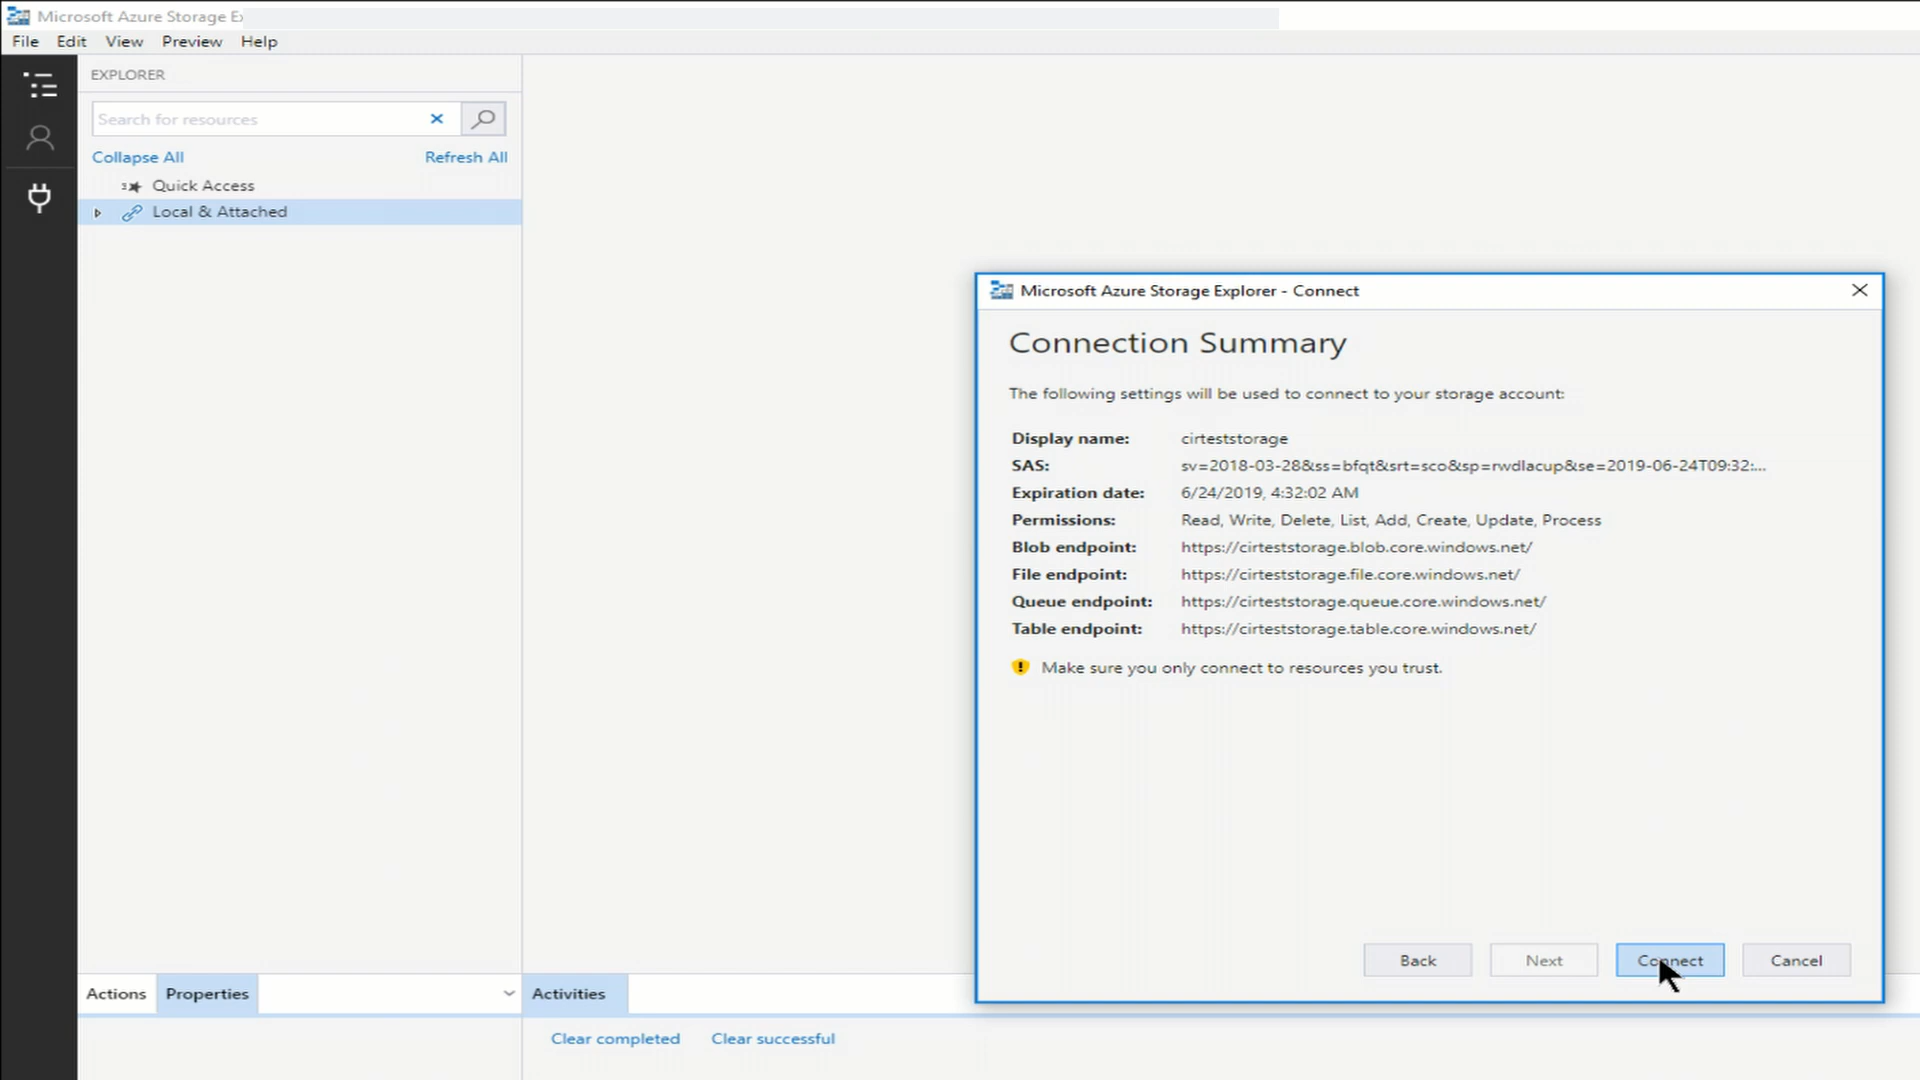 Microsoft Azure Storage Ex
File Edit View Preview Help
EXPLORER
Search for resources
Collapse All Refresh All
Quick Access
Local & Attached
Microsoft Azure Storage Explorer - Connect
Connection Summary
The following settings will be used to connect to your storage account:
Display name: cirteststorage
SAS: sv=2018-03-28&ss=bfqt&srt=sco&sp=rwdlacup&se=2019-06-24T09:32:...
Expiration date: 6/24/2019, 4:32:02 AM
Permissions: Read, Write, Delete, List, Add, Create, Update, Process
Blob endpoint: https://cirteststorage.blob.core.windows.net/
File endpoint: https://cirteststorage.file.core.windows.net/
Queue endpoint: https://cirteststorage.queue.core.windows.net/
Table endpoint: https://cirteststorage.table.core.windows.net/
Make sure you only connect to resources you trust.
Back Next Connect Cancel
Actions Properties Activities
Clear completed Clear successful